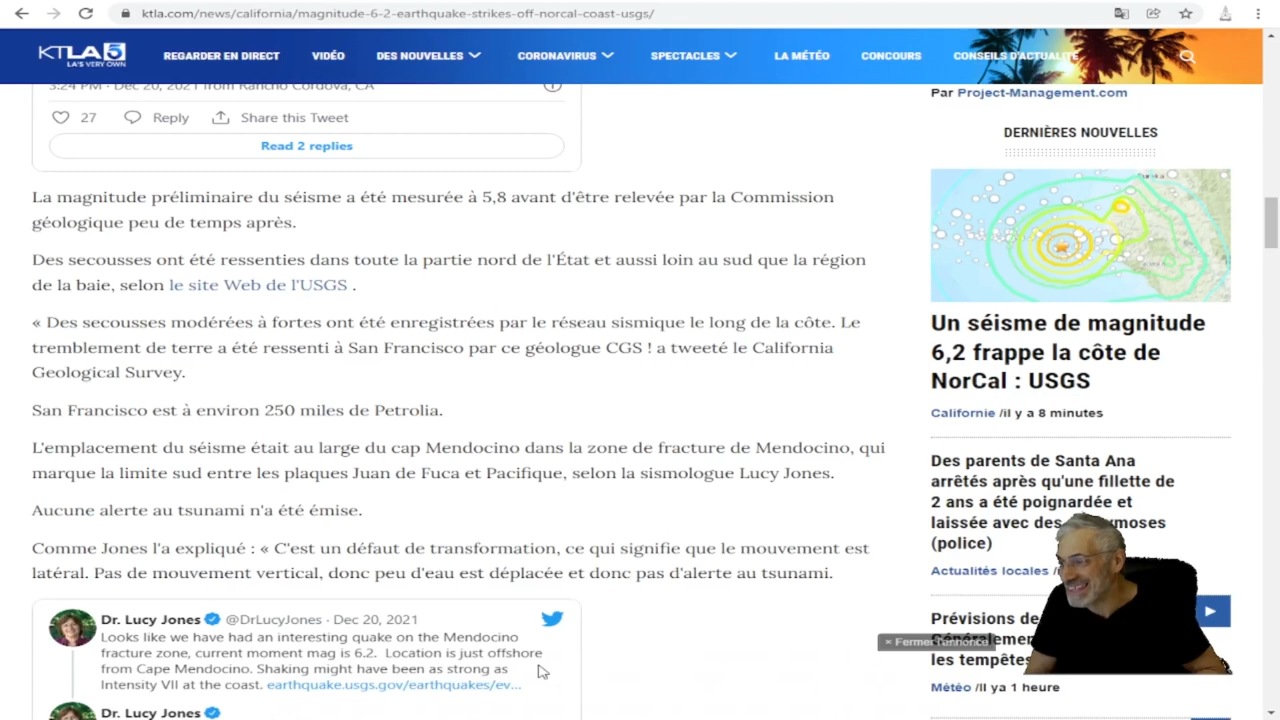 ktla.com/news/california/magnitude-6-2-earthquake-strikes-off-norcal-coast-usgs/
KTLA 5
LA'S VERY OWN
REGARDER EN DIRECT
VIDÉO
DES NOUVELLES
CORONAVIRUS
SPECTACLES
LA MÉTÉO
CONCOURS
CONSEILS D'ACTUALITÉ
3:24 PM · Dec 20, 2021 from Rancho Cordova, CA
27 Reply Share this Tweet
Read 2 replies
La magnitude préliminaire du séisme a été mesurée à 5,8 avant d'être relevée par la Commission
géologique peu de temps après.
Des secousses ont été ressenties dans toute la partie nord de l'État et aussi loin au sud que la région
de la baie, selon le site Web de l'USGS .
« Des secousses modérées à fortes ont été enregistrées par le réseau sismique le long de la côte. Le
tremblement de terre a été ressenti à San Francisco par ce géologue CGS ! a tweeté le California
Geological Survey.
San Francisco est à environ 250 miles de Petrolia.
L'emplacement du séisme était au large du cap Mendocino dans la zone de fracture de Mendocino, qui
marque la limite sud entre les plaques Juan de Fuca et Pacifique, selon la sismologue Lucy Jones.
Aucune alerte au tsunami n'a été émise.
Comme Jones l'a expliqué : « C'est un défaut de transformation, ce qui signifie que le mouvement est
latéral. Pas de mouvement vertical, donc peu d'eau est déplacée et donc pas d'alerte au tsunami.
Dr. Lucy Jones @DrLucyJones · Dec 20, 2021
Looks like we have had an interesting quake on the Mendocino
fracture zone, current moment mag is 6.2. Location is just offshore
from Cape Mendocino. Shaking might have been as strong as
Intensity VII at the coast. earthquake.usgs.gov/earthquakes/ev...
Dr. Lucy Jones
Par Project-Management.com
DERNIÈRES NOUVELLES
Un séisme de magnitude
6,2 frappe la côte de
NorCal : USGS
Californie /il y a 8 minutes
Des parents de Santa Ana
arrêtés après qu'une fillette de
2 ans a été poignardée et
laissée avec des
(police)
Actualités locales /
Prévisions de
les tempêtes
× Fermer l'annonce
Météo /Il ya 1 heure